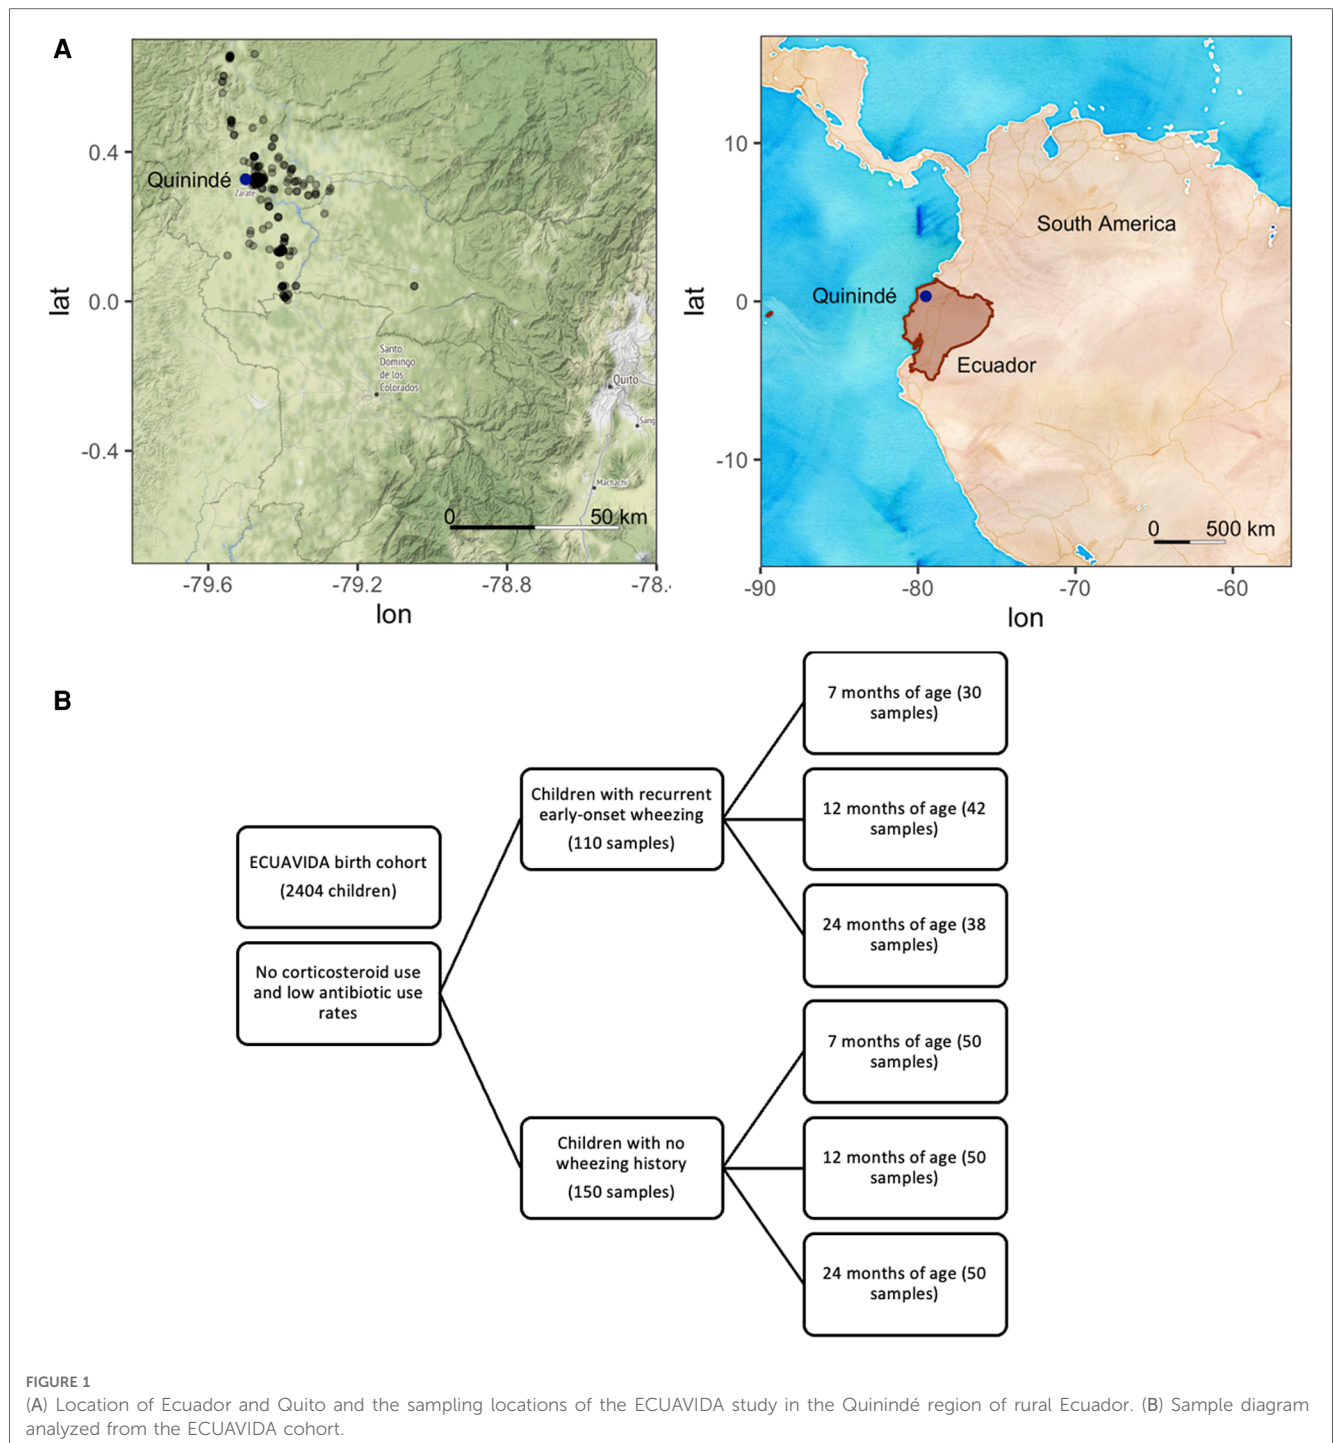 A
0.4
0.0
-0.4
lat
Quinindé
Zarate
Santo
Domingo
de los
Colorados
Quito
Sang
Machachi
0 50 km
-79.6 -79.2 -78.8 -78.
lon
10
0
-10
lat
South America
Quinindé
Ecuador
0 500 km
-90 -80 -70 -60
lon
B
ECUAVIDA birth cohort
(2404 children)
No corticosteroid use
and low antibiotic use
rates
Children with recurrent
early-onset wheezing
(110 samples)
7 months of age (30
samples)
12 months of age (42
samples)
24 months of age (38
samples)
Children with no
wheezing history
(150 samples)
7 months of age (50
samples)
12 months of age (50
samples)
24 months of age (50
samples)
FIGURE 1
(A) Location of Ecuador and Quito and the sampling locations of the ECUAVIDA study in the Quinindé region of rural Ecuador. (B) Sample diagram
analyzed from the ECUAVIDA cohort.